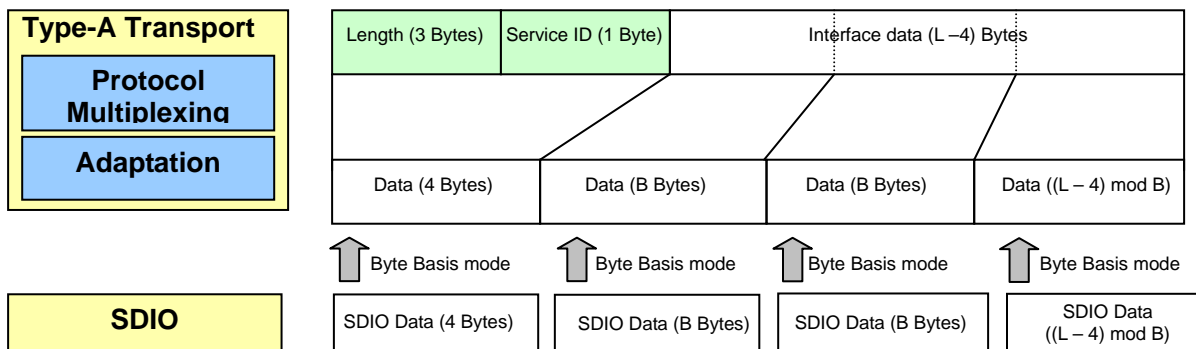 Type-A Transport
Protocol
Multiplexing
Adaptation
Length (3 Bytes) Service ID (1 Byte) Interface data (L –4) Bytes
Data (4 Bytes) Data (B Bytes) Data (B Bytes) Data ((L – 4) mod B)
Byte Basis mode Byte Basis mode Byte Basis mode Byte Basis mode
SDIO
SDIO Data (4 Bytes) SDIO Data (B Bytes) SDIO Data (B Bytes) SDIO Data
((L – 4) mod B)